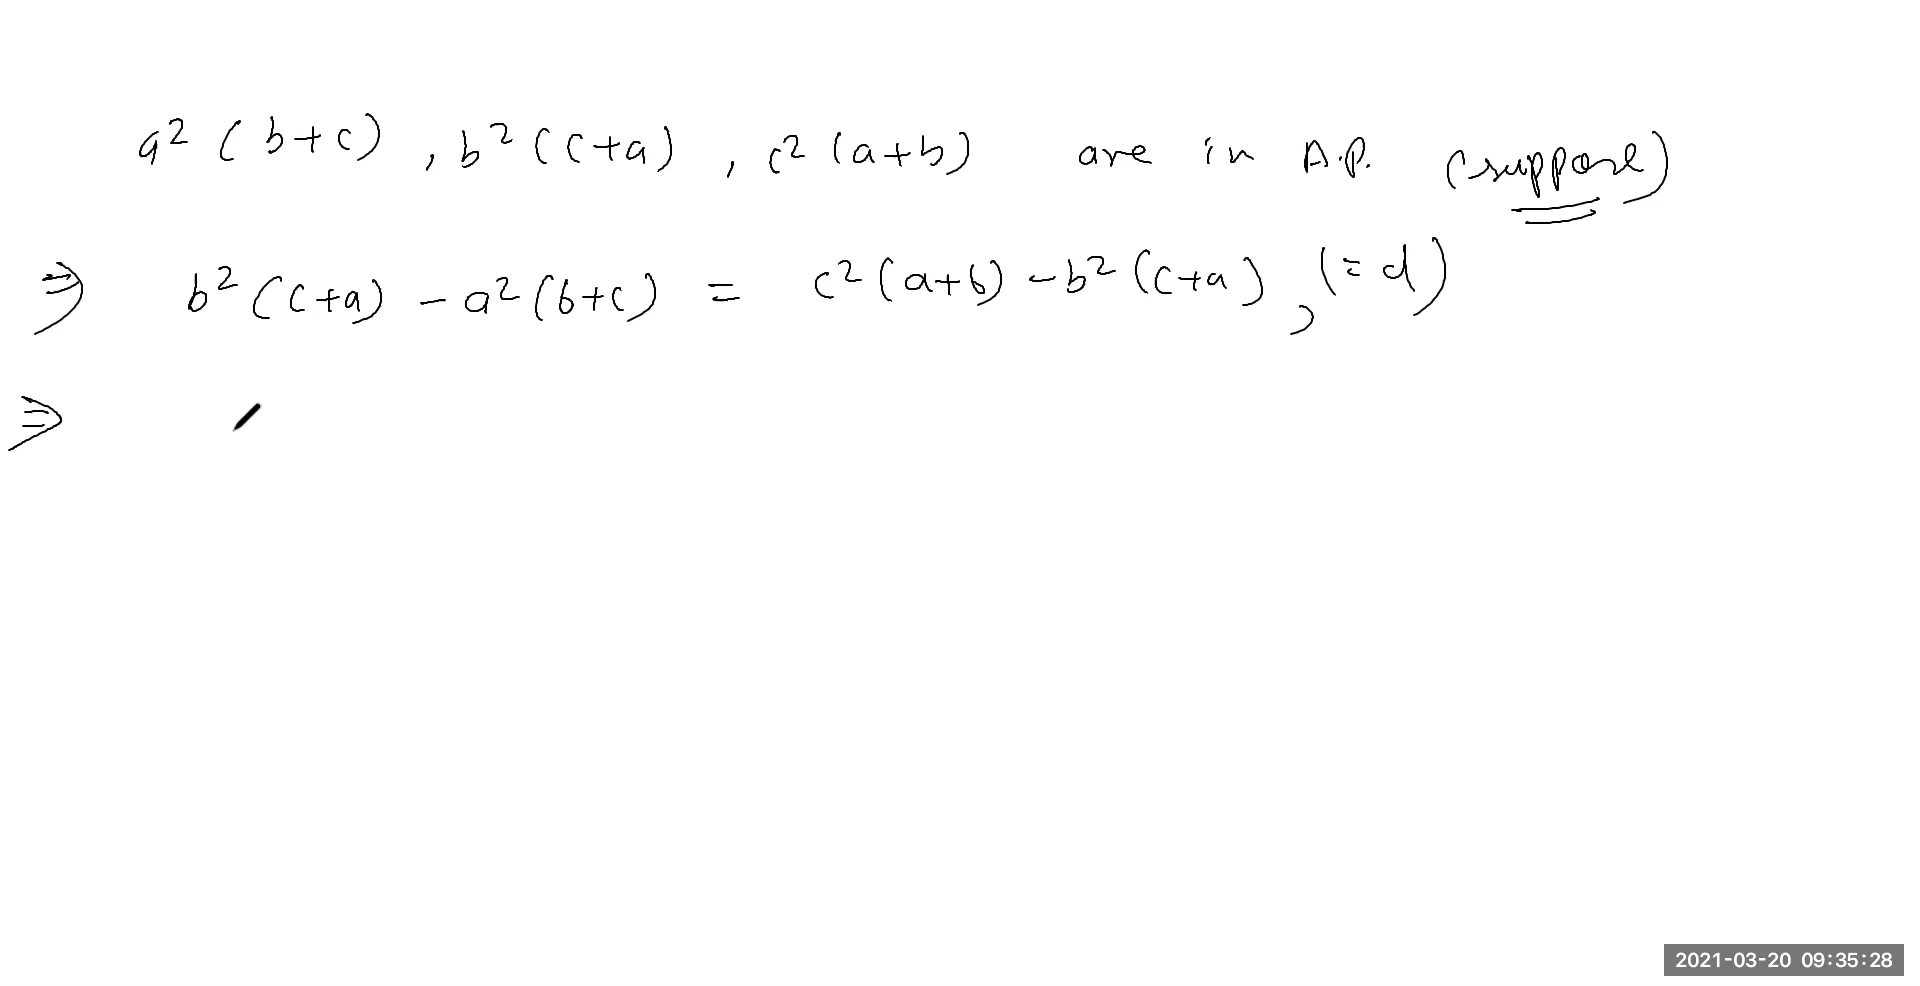 a² (b+c) , b² (c+a) , c² (a+b) are in A.P. (suppose)
⇒ b² (c+a) - a² (b+c) = c² (a+b) - b² (c+a) , (= d)
⇒
2021-03-20 09:35:28